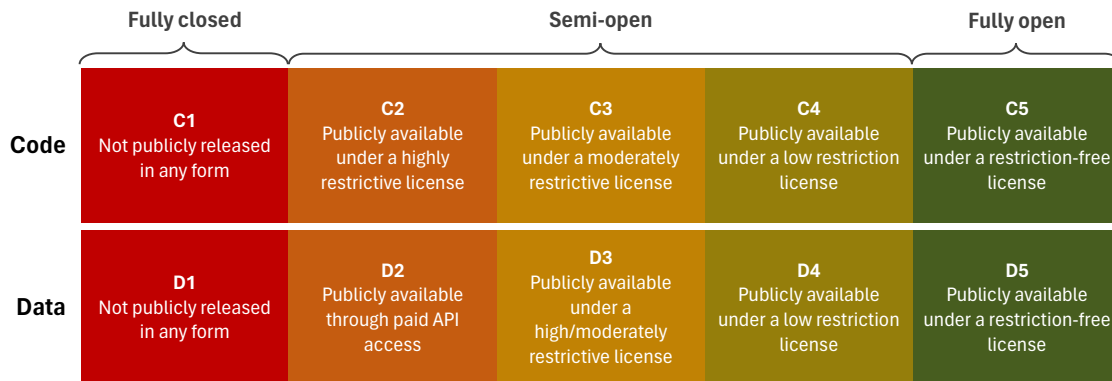 Fully closed
Semi-open
Fully open
Code
C1
Not publicly released
in any form
C2
Publicly available
under a highly
restrictive license
C3
Publicly available
under a moderately
restrictive license
C4
Publicly available
under a low restriction
license
C5
Publicly available
under a restriction-free
license
Data
D1
Not publicly released
in any form
D2
Publicly available
through paid API
access
D3
Publicly available
under a
high/moderately
restrictive license
D4
Publicly available
under a low restriction
license
D5
Publicly available
under a restriction-free
license